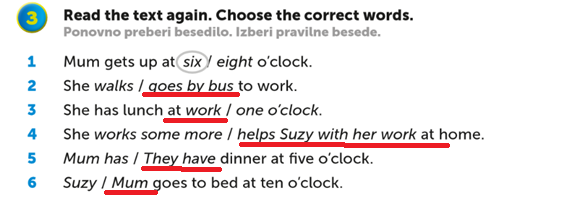 3 Read the text again. Choose the correct words.
Ponovno preberi besedilo. Izberi pravilne besede.
1 Mum gets up at six / eight o'clock.
2 She walks / goes by bus to work.
3 She has lunch at work / one o'clock.
4 She works some more / helps Suzy with her work at home.
5 Mum has / They have dinner at five o'clock.
6 Suzy / Mum goes to bed at ten o'clock.